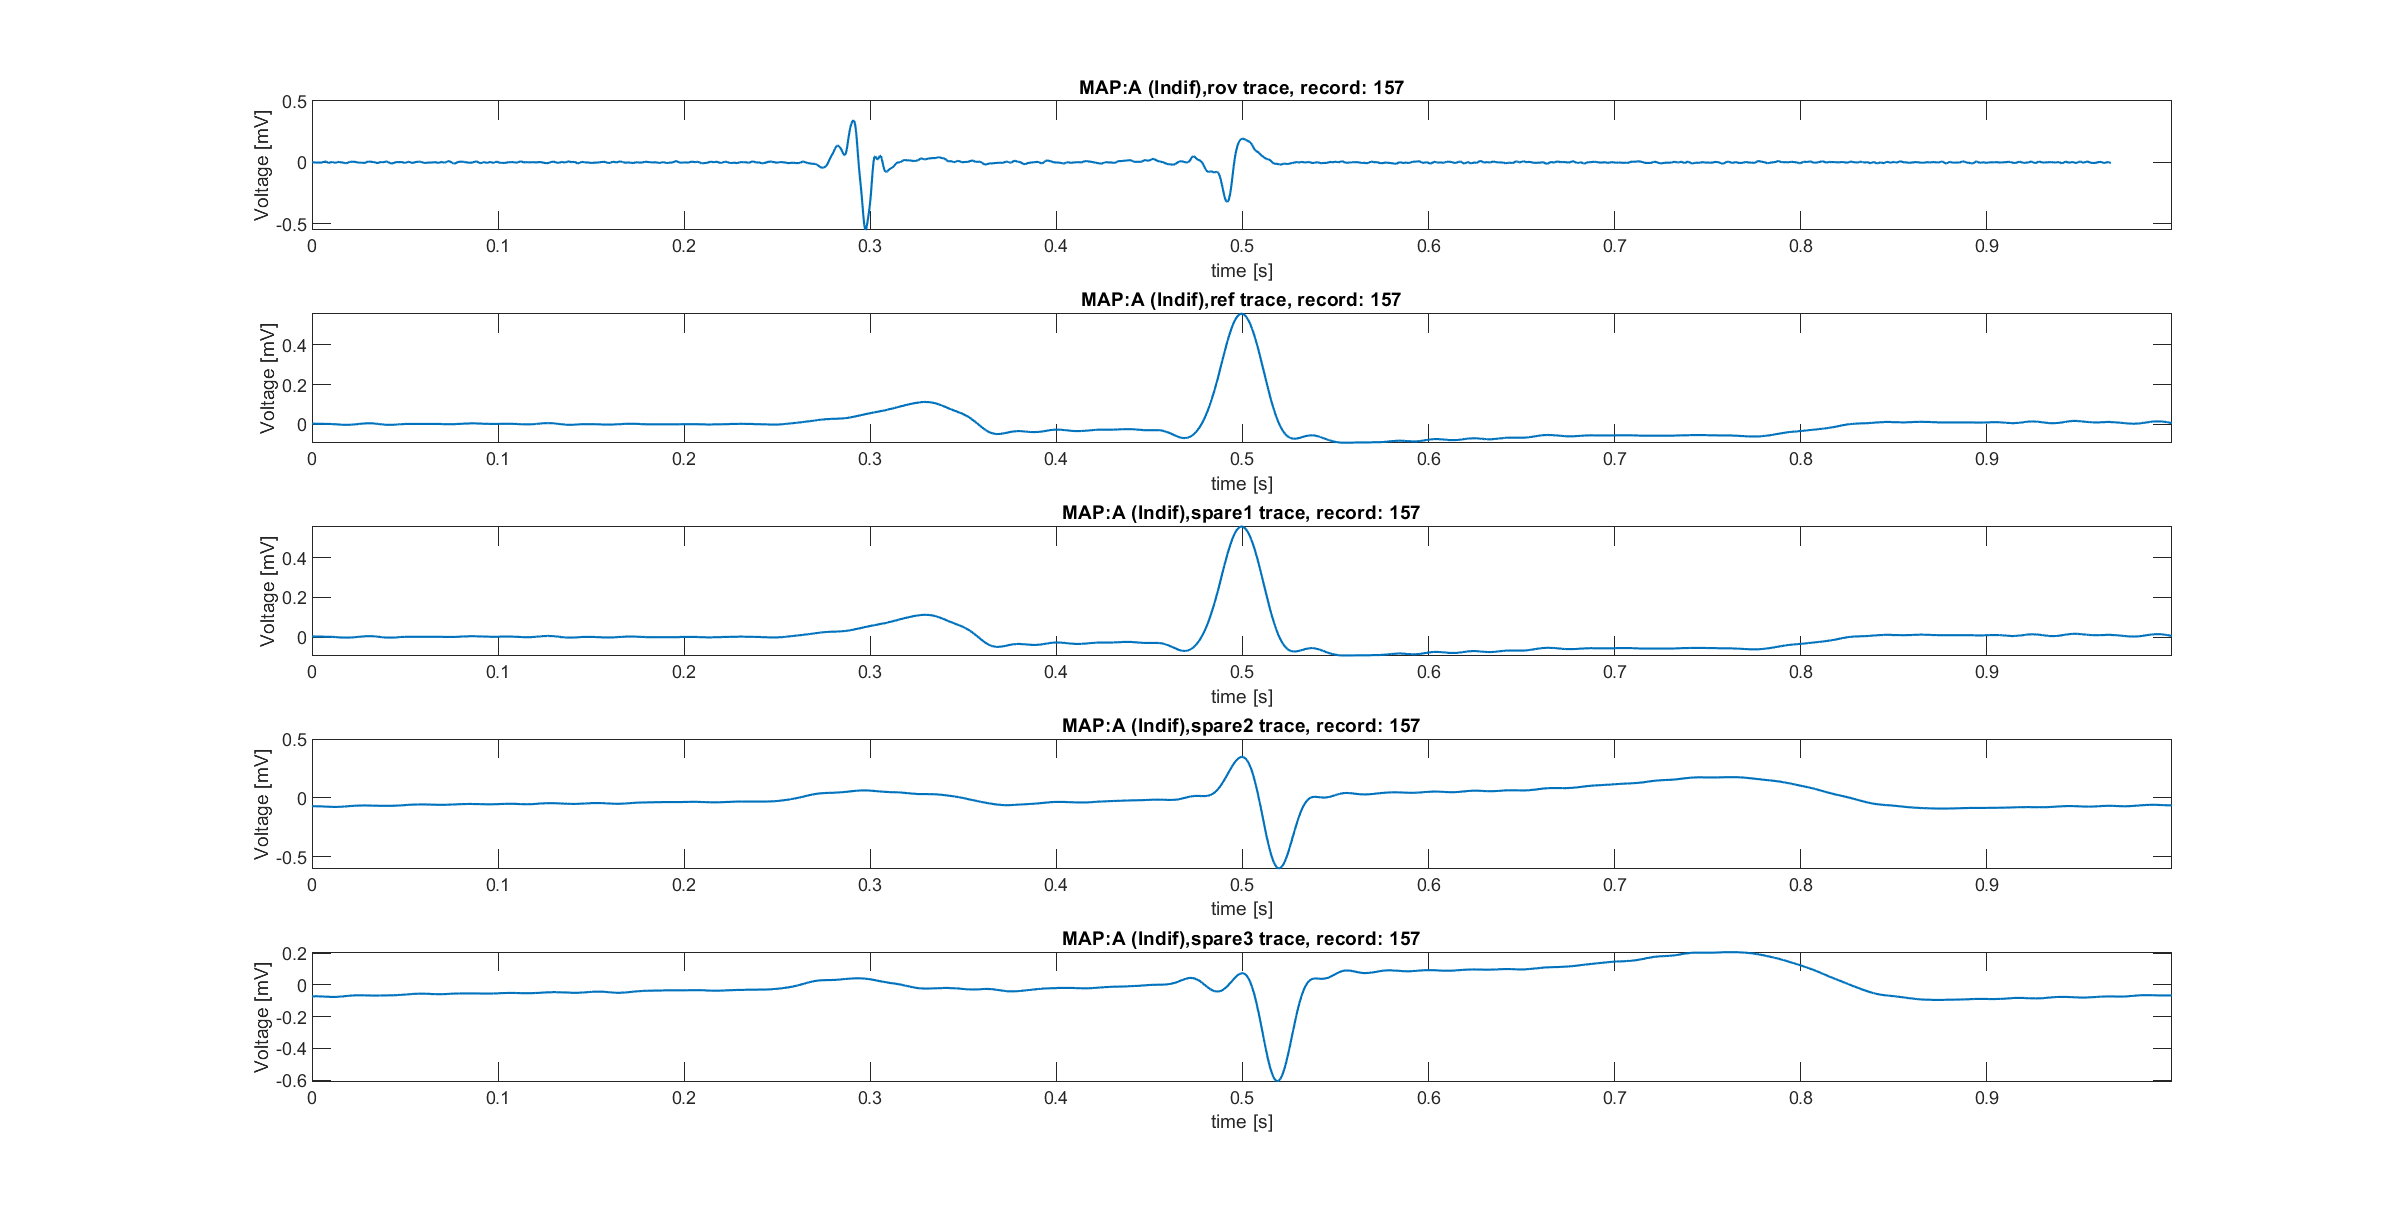 MAP:A (Indif),rov trace, record: 157
Voltage [mV]
0.5
0
-0.5
0 0.1 0.2 0.3 0.4 0.5 0.6 0.7 0.8 0.9
time [s]
MAP:A (Indif),ref trace, record: 157
Voltage [mV]
0.4
0.2
0
0 0.1 0.2 0.3 0.4 0.5 0.6 0.7 0.8 0.9
time [s]
MAP:A (Indif),spare1 trace, record: 157
Voltage [mV]
0.4
0.2
0
0 0.1 0.2 0.3 0.4 0.5 0.6 0.7 0.8 0.9
time [s]
MAP:A (Indif),spare2 trace, record: 157
Voltage [mV]
0.5
0
-0.5
0 0.1 0.2 0.3 0.4 0.5 0.6 0.7 0.8 0.9
time [s]
MAP:A (Indif),spare3 trace, record: 157
Voltage [mV]
0.2
0
-0.2
-0.4
-0.6
0 0.1 0.2 0.3 0.4 0.5 0.6 0.7 0.8 0.9
time [s]